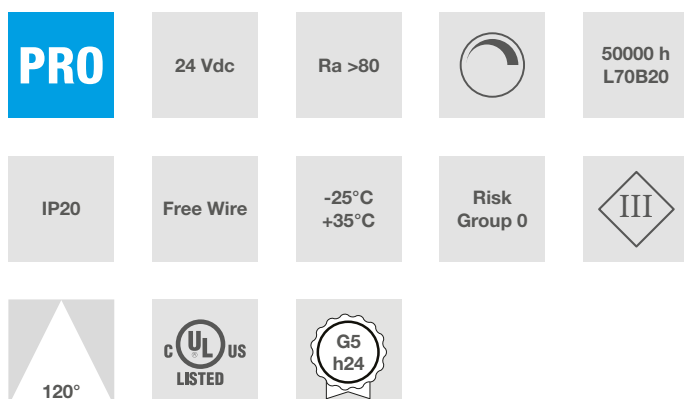 PRO
24 Vdc
Ra >80
50000 h
L70B20
IP20
Free Wire
-25°C
+35°C
Risk
Group 0
III
120°
C UL US
®
LISTED
G5
h24